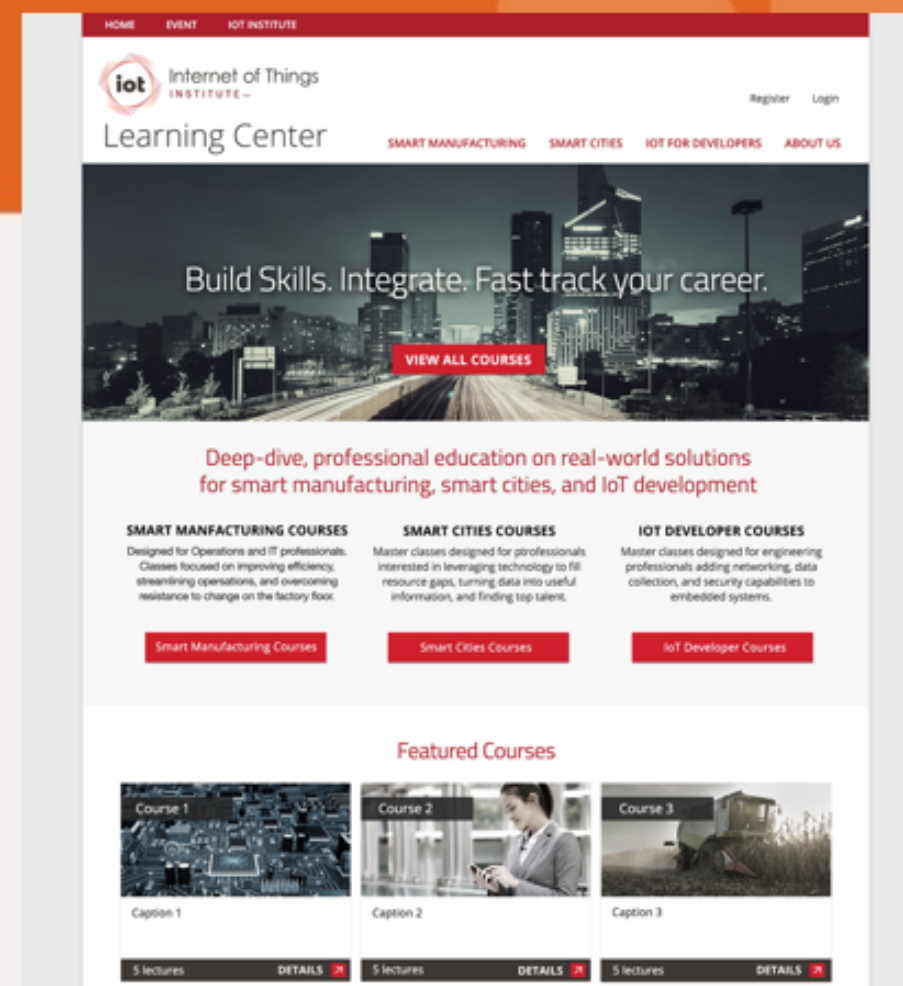 HOME EVENT IOT INSTITUTE
iot Internet of Things
INSTITUTE™
Register Login
Learning Center
SMART MANUFACTURING SMART CITIES IOT FOR DEVELOPERS ABOUT US
Build Skills. Integrate. Fast track your career.
VIEW ALL COURSES
Deep-dive, professional education on real-world solutions
for smart manufacturing, smart cities, and IoT development
SMART MANFACTURING COURSES
Designed for Operations and IT professionals.
Classes focused on improving efficiency,
streamlining opersations, and overcoming
resistance to change on the factory floor.
Smart Manufacturing Courses
SMART CITIES COURSES
Master classes designed for ptrofessionals
interested in leveraging technology to fill
resource gaps, turning data into useful
information, and finding top talent.
Smart Cities Courses
IOT DEVELOPER COURSES
Master classes designed for engineering
professionals adding networking, data
collection, and security capabilities to
embedded systems.
IoT Developer Courses
Featured Courses
Course 1
Caption 1
5 lectures DETAILS
Course 2
Caption 2
5 lectures DETAILS
Course 3
Caption 3
5 lectures DETAILS